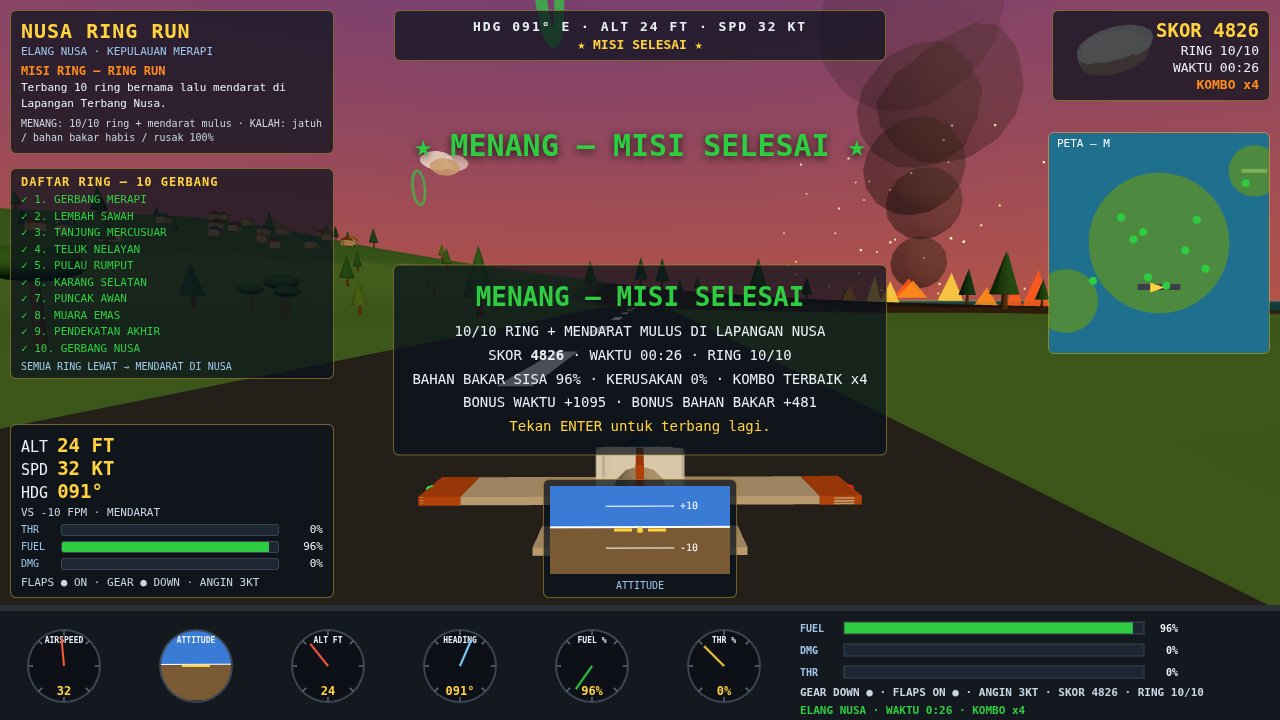 NUSA RING RUN
ELANG NUSA · KEPULAUAN MERAPI
MISI RING — RING RUN
Terbang 10 ring bernama lalu mendarat di
Lapangan Terbang Nusa.
MENANG: 10/10 ring + mendarat mulus · KALAH: jatuh
/ bahan bakar habis / rusak 100%
HDG 091° E · ALT 24 FT · SPD 32 KT
★ MISI SELESAI ★
SKOR 4826
RING 10/10
WAKTU 00:26
KOMBO x4
★ MENANG — MISI SELESAI ★
PETA — M
DAFTAR RING — 10 GERBANG
✓ 1. GERBANG MERAPI
✓ 2. LEMBAH SAWAH
✓ 3. TANJUNG MERCUSUAR
✓ 4. TELUK NELAYAN
✓ 5. PULAU RUMPUT
✓ 6. KARANG SELATAN
✓ 7. PUNCAK AWAN
✓ 8. MUARA EMAS
✓ 9. PENDEKATAN AKHIR
✓ 10. GERBANG NUSA
SEMUA RING LEWAT → MENDARAT DI NUSA
MENANG — MISI SELESAI
10/10 RING + MENDARAT MULUS DI LAPANGAN NUSA
SKOR 4826 · WAKTU 00:26 · RING 10/10
BAHAN BAKAR SISA 96% · KERUSAKAN 0% · KOMBO TERBAIK x4
BONUS WAKTU +1095 · BONUS BAHAN BAKAR +481
Tekan ENTER untuk terbang lagi.
ALT 24 FT
SPD 32 KT
HDG 091°
VS -10 FPM · MENDARAT
THR 0%
FUEL 96%
DMG 0%
FLAPS ● ON · GEAR ● DOWN · ANGIN 3KT
+10
-10
ATTITUDE
AIRSPEED
32
ATTITUDE
ALT FT
24
HEADING
091°
FUEL %
96%
THR %
0%
FUEL 96%
DMG 0%
THR 0%
GEAR DOWN ● · FLAPS ON ● · ANGIN 3KT · SKOR 4826 · RING 10/10
ELANG NUSA · WAKTU 0:26 · KOMBO x4